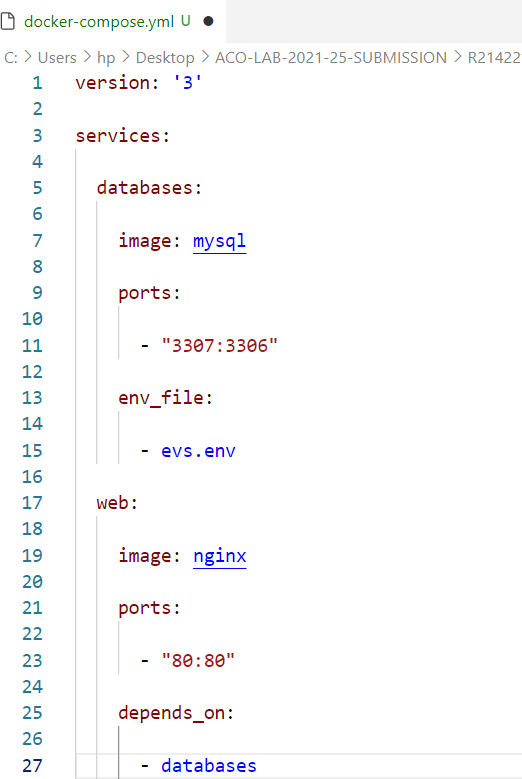 docker-compose.yml U ●
C: > Users > hp > Desktop > ACO-LAB-2021-25-SUBMISSION > R21422
1 version: '3'
2
3 services:
4
5 databases:
6
7 image: mysql
8
9 ports:
10
11 - "3307:3306"
12
13 env_file:
14
15 - evs.env
16
17 web:
18
19 image: nginx
20
21 ports:
22
23 - "80:80"
24
25 depends_on:
26
27 - databases